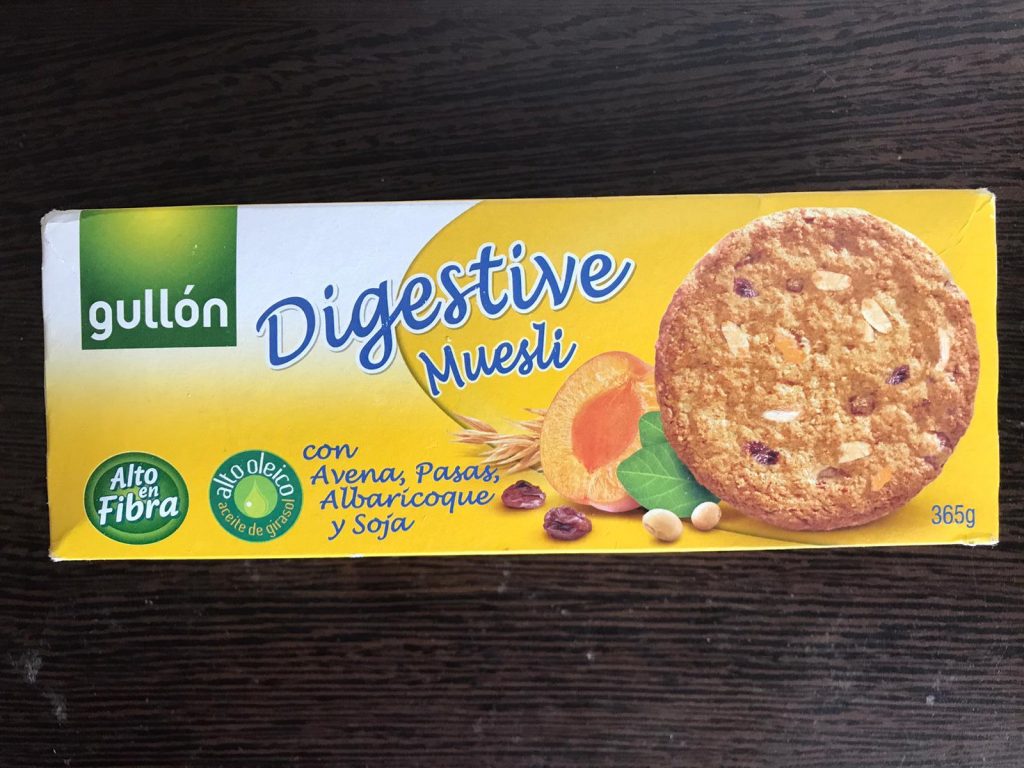 gullón
Digestive
Muesli
Alto
en
Fibra
alto oleico
aceite de girasol
con
Avena, Pasas,
Albaricoque
y Soja
365g